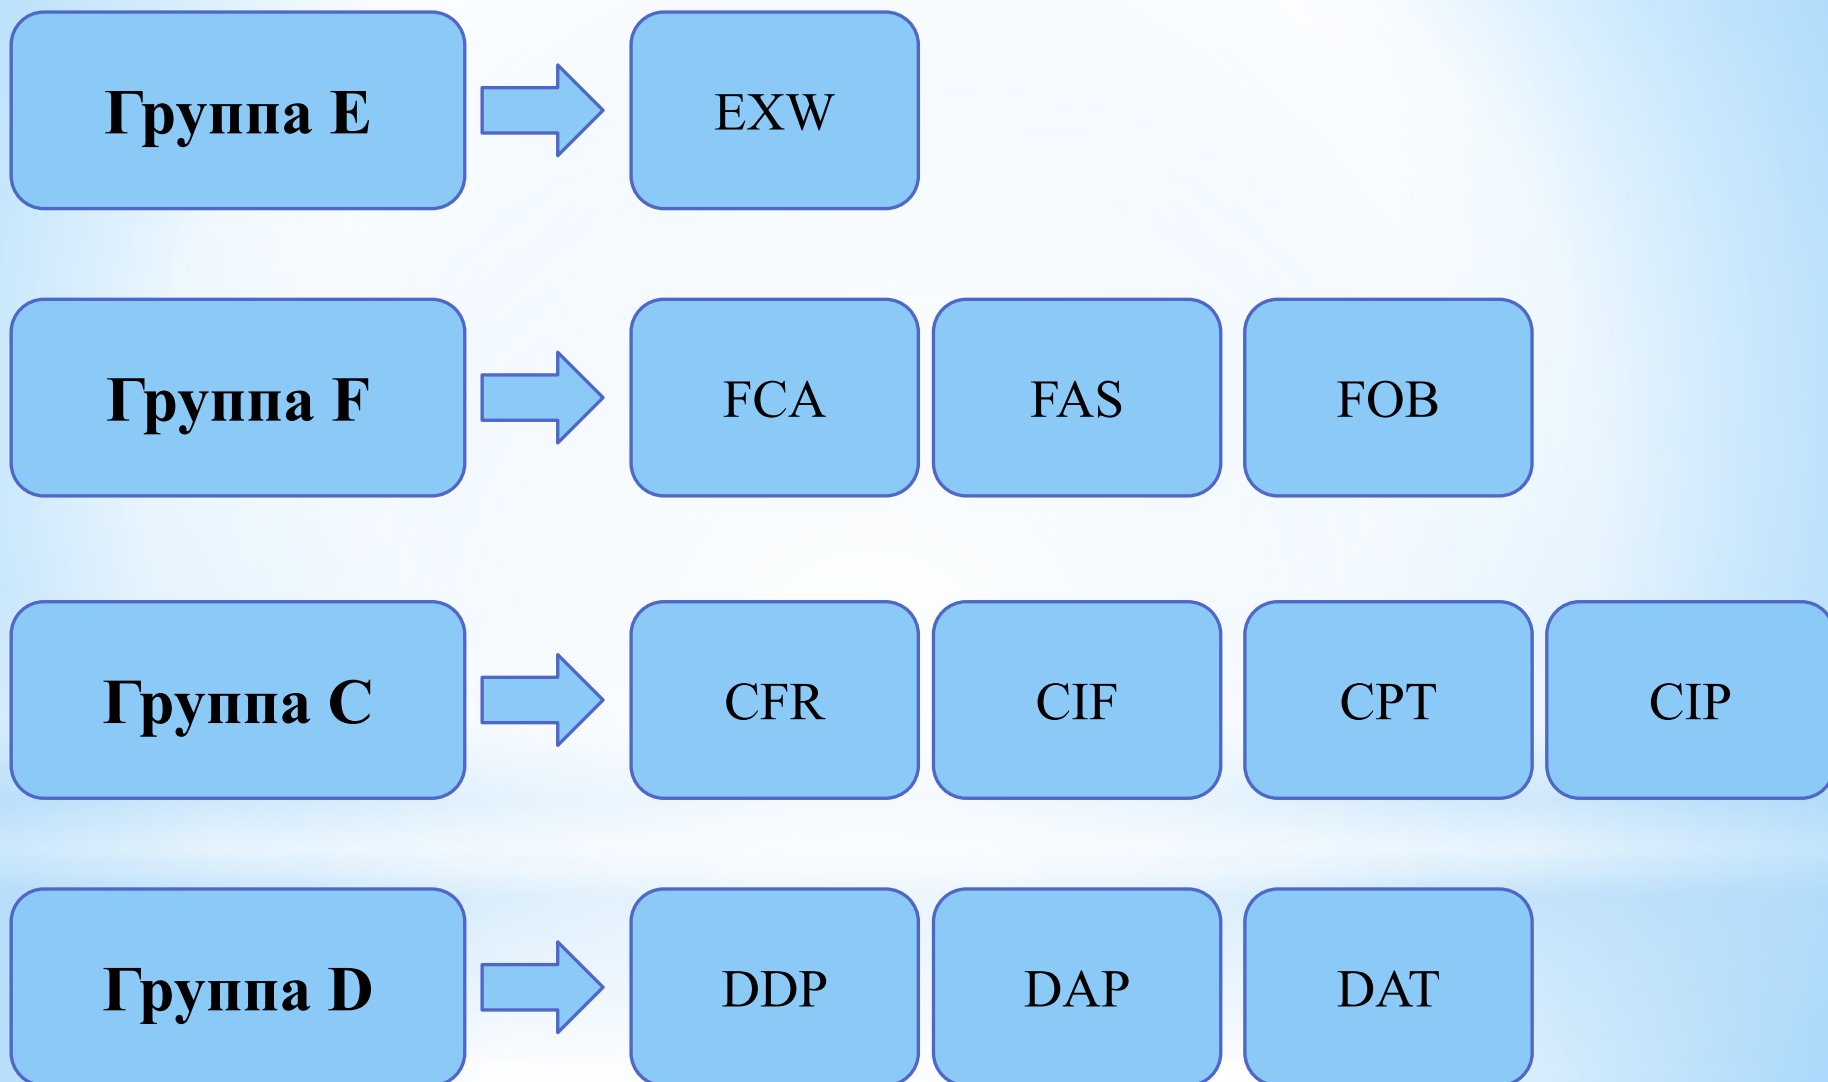 Группа E
EXW
Группа F
FCA
FAS
FOB
Группа C
CFR
CIF
CPT
CIP
Группа D
DDP
DAP
DAT